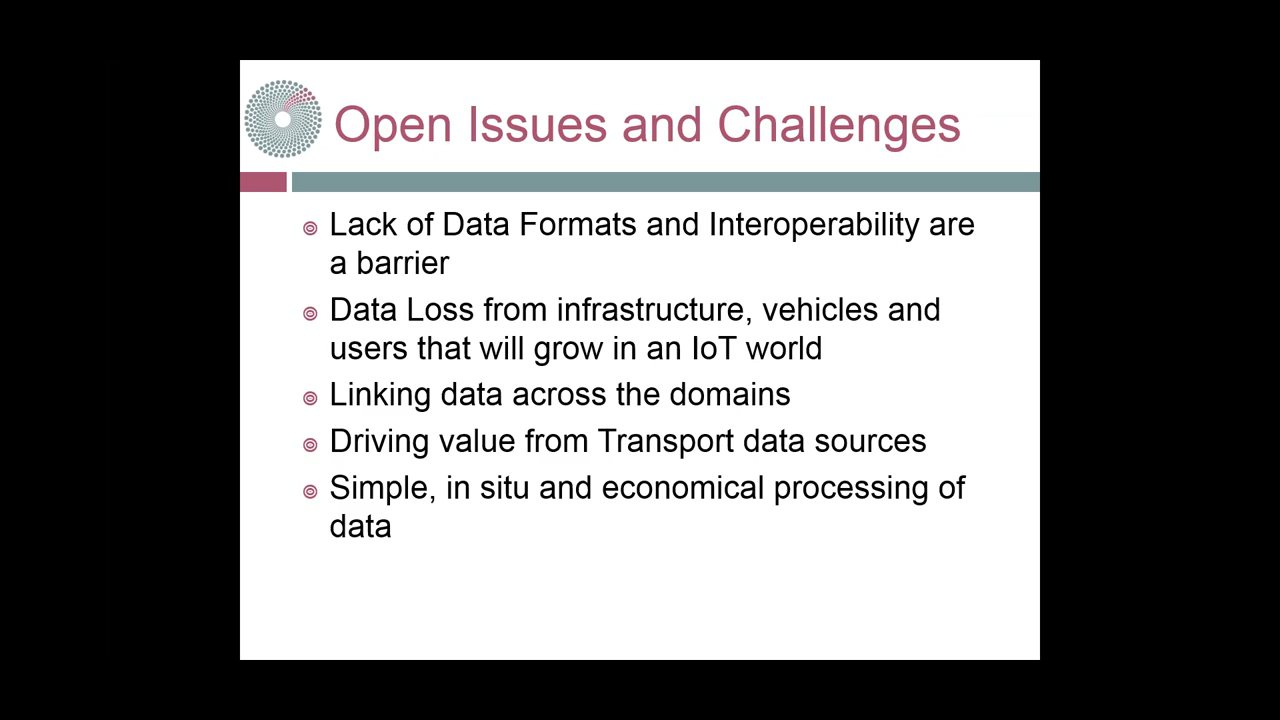 Open Issues and Challenges
Lack of Data Formats and Interoperability are
a barrier
Data Loss from infrastructure, vehicles and
users that will grow in an IoT world
Linking data across the domains
Driving value from Transport data sources
Simple, in situ and economical processing of
data